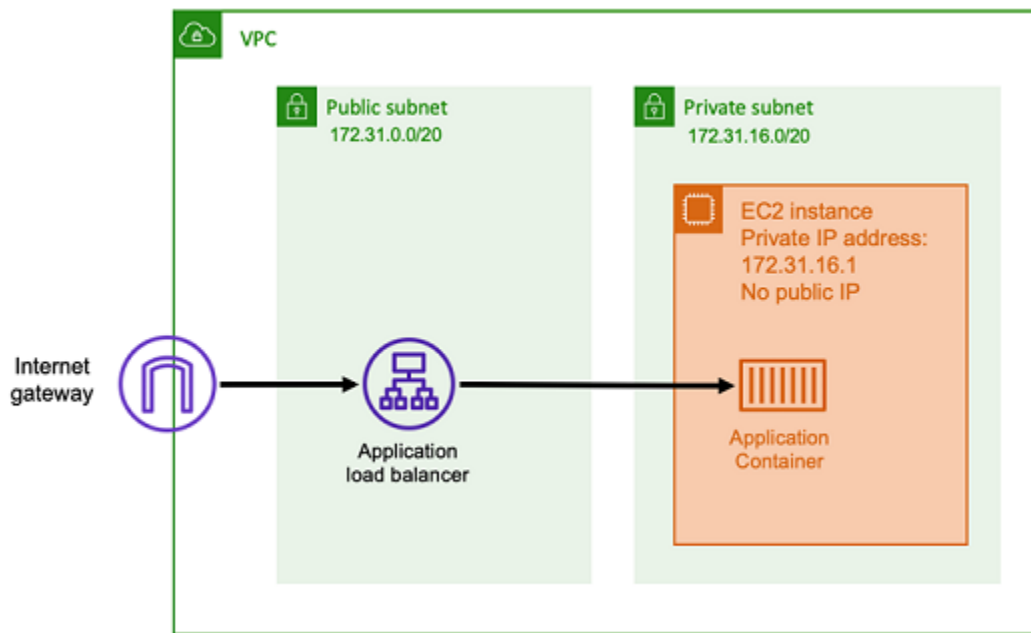 VPC
Public subnet
172.31.0.0/20
Private subnet
172.31.16.0/20
EC2 instance
Private IP address:
172.31.16.1
No public IP
Internet
gateway
Application
load balancer
Application
Container